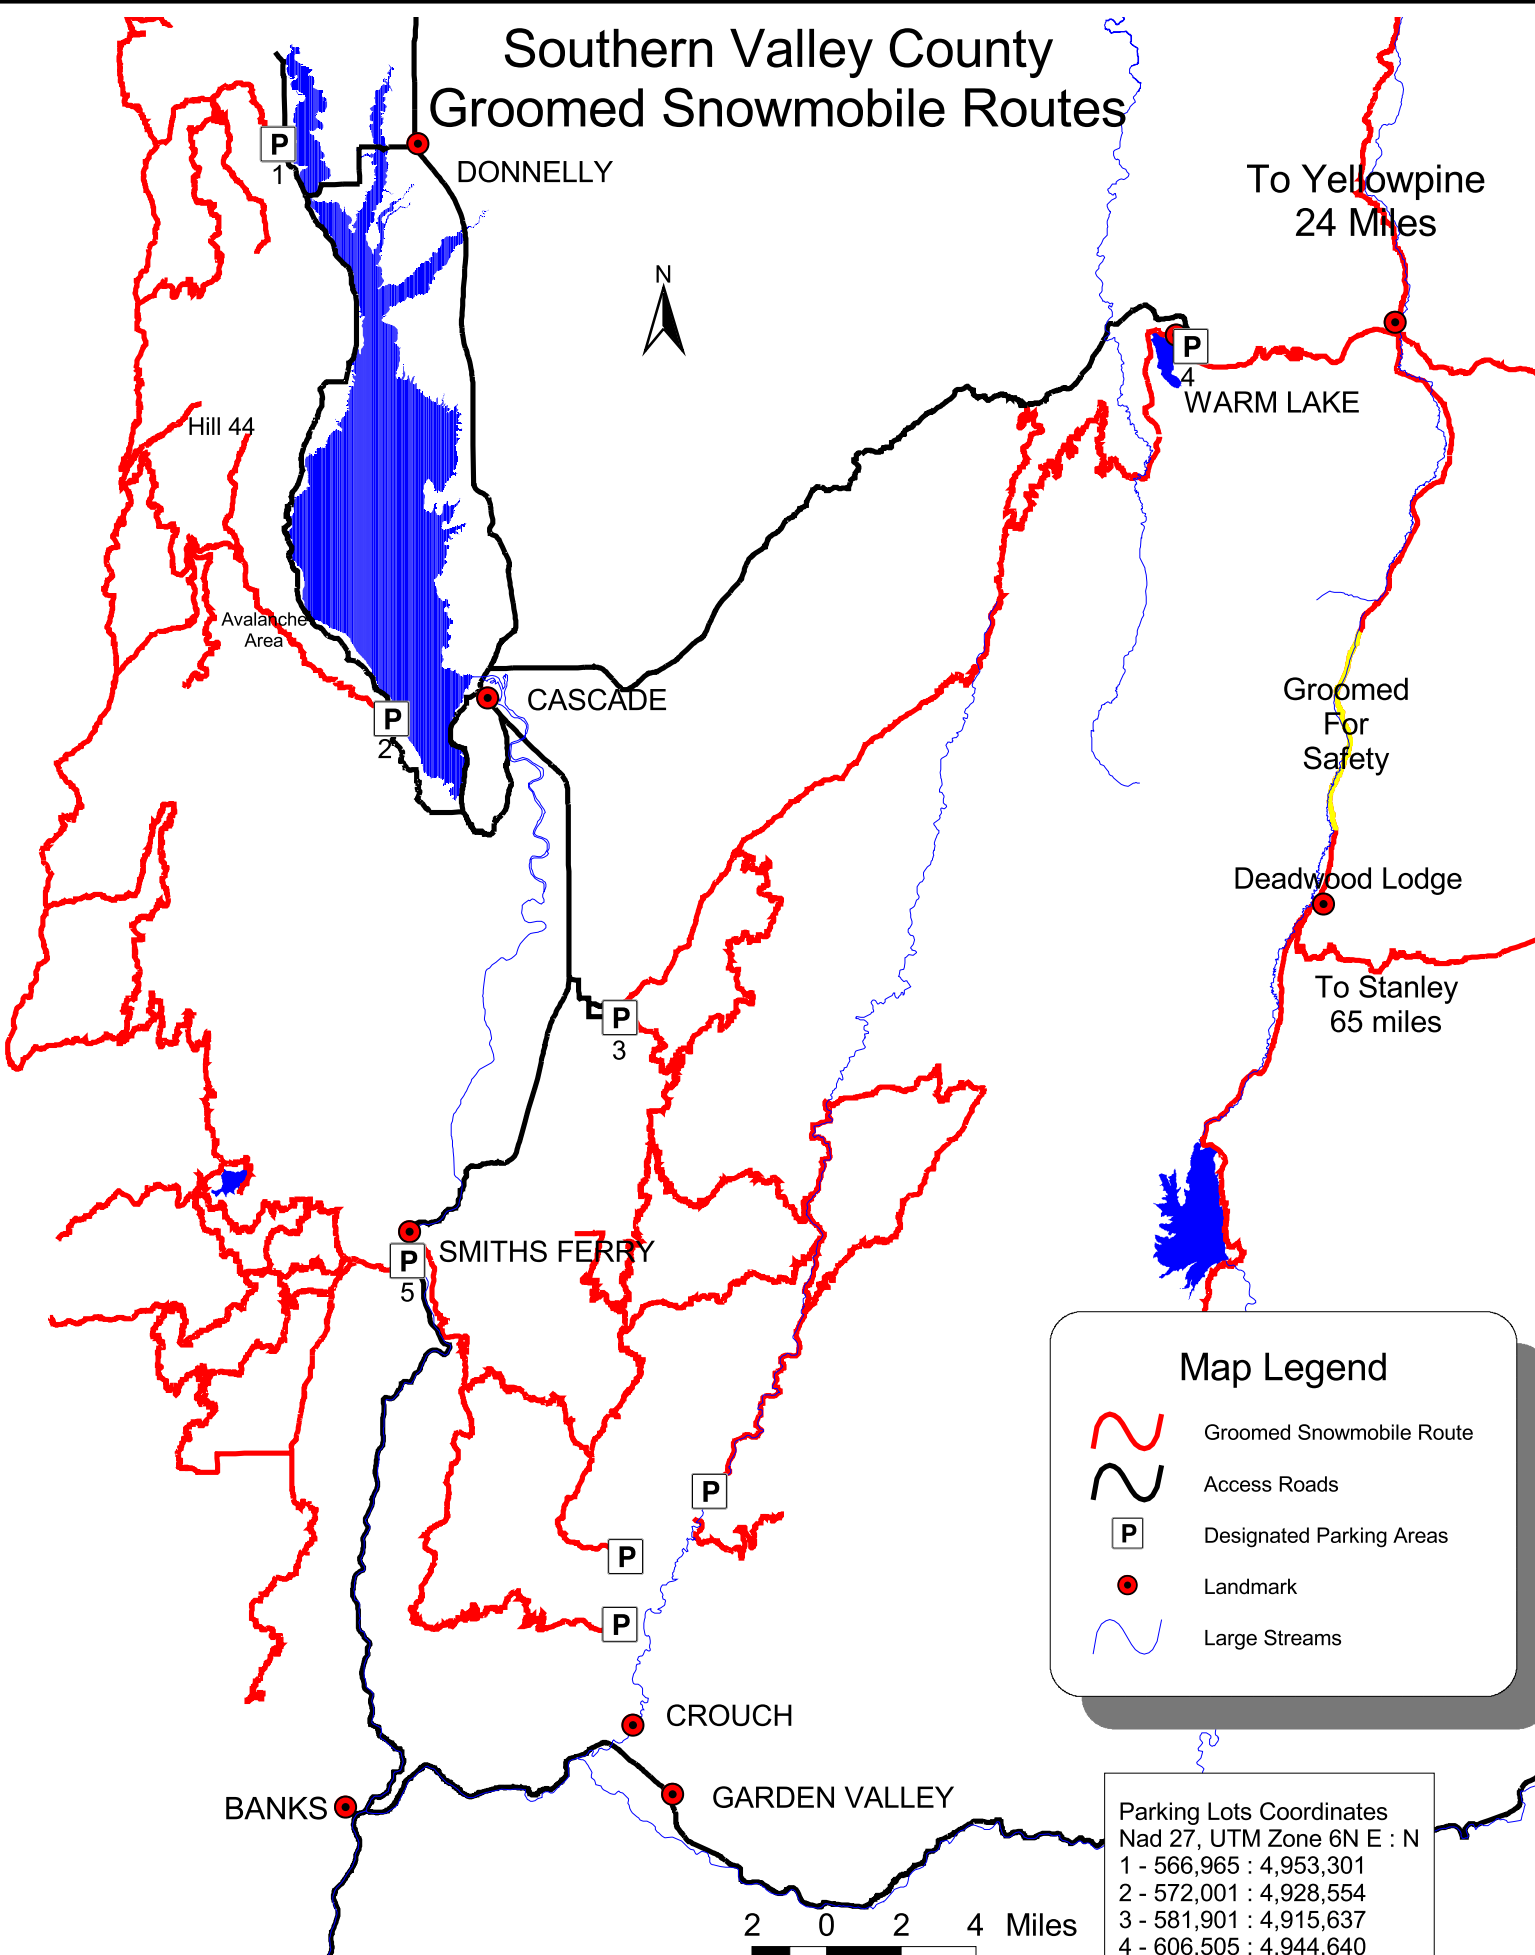 Southern Valley County
Groomed Snowmobile Routes
P
1
DONNELLY
To Yellowpine
24 Miles
N
P
4
WARM LAKE
Hill 44
Avalanche
Area
P
2
CASCADE
Groomed
For
Safety
Deadwood Lodge
To Stanley
65 miles
P
3
SMITHS FERRY
P
5
P
P
P
CROUCH
BANKS
GARDEN VALLEY
Map Legend
Groomed Snowmobile Route
Access Roads
P
Designated Parking Areas
Landmark
Large Streams
Parking Lots Coordinates
Nad 27, UTM Zone 6N E : N
1 - 566,965 : 4,953,301
2 - 572,001 : 4,928,554
3 - 581,901 : 4,915,637
4 - 606,505 : 4,944,640
2 0 2 4 Miles